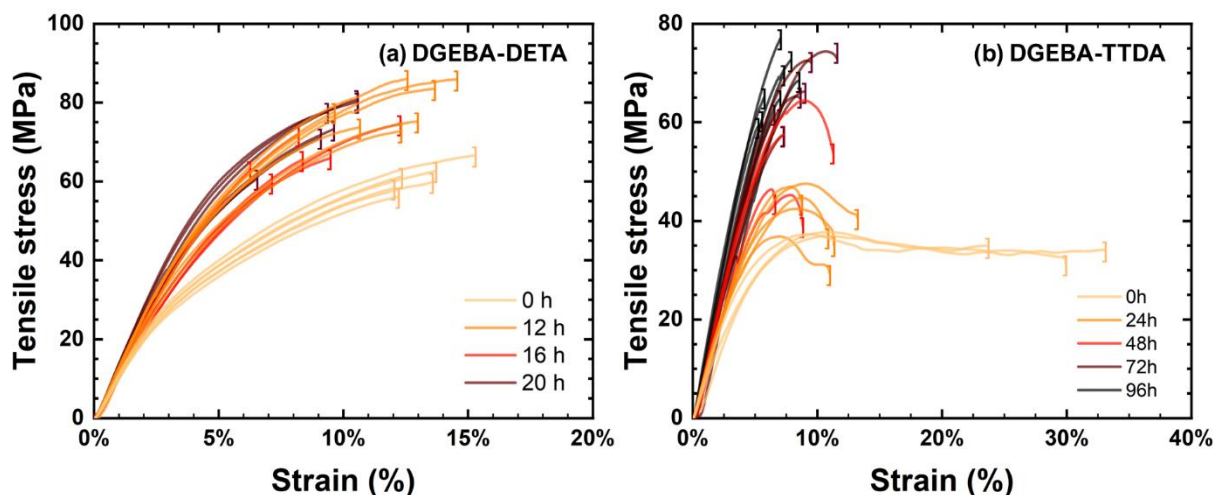 (a) DGEBA-DETA
Tensile stress (MPa)
100
80
60
40
20
0
0%
5%
10%
15%
20%
Strain (%)
0 h
12 h
16 h
20 h
(b) DGEBA-TTDA
Tensile stress (MPa)
80
60
40
20
0
0%
10%
20%
30%
40%
Strain (%)
0h
24h
48h
72h
96h